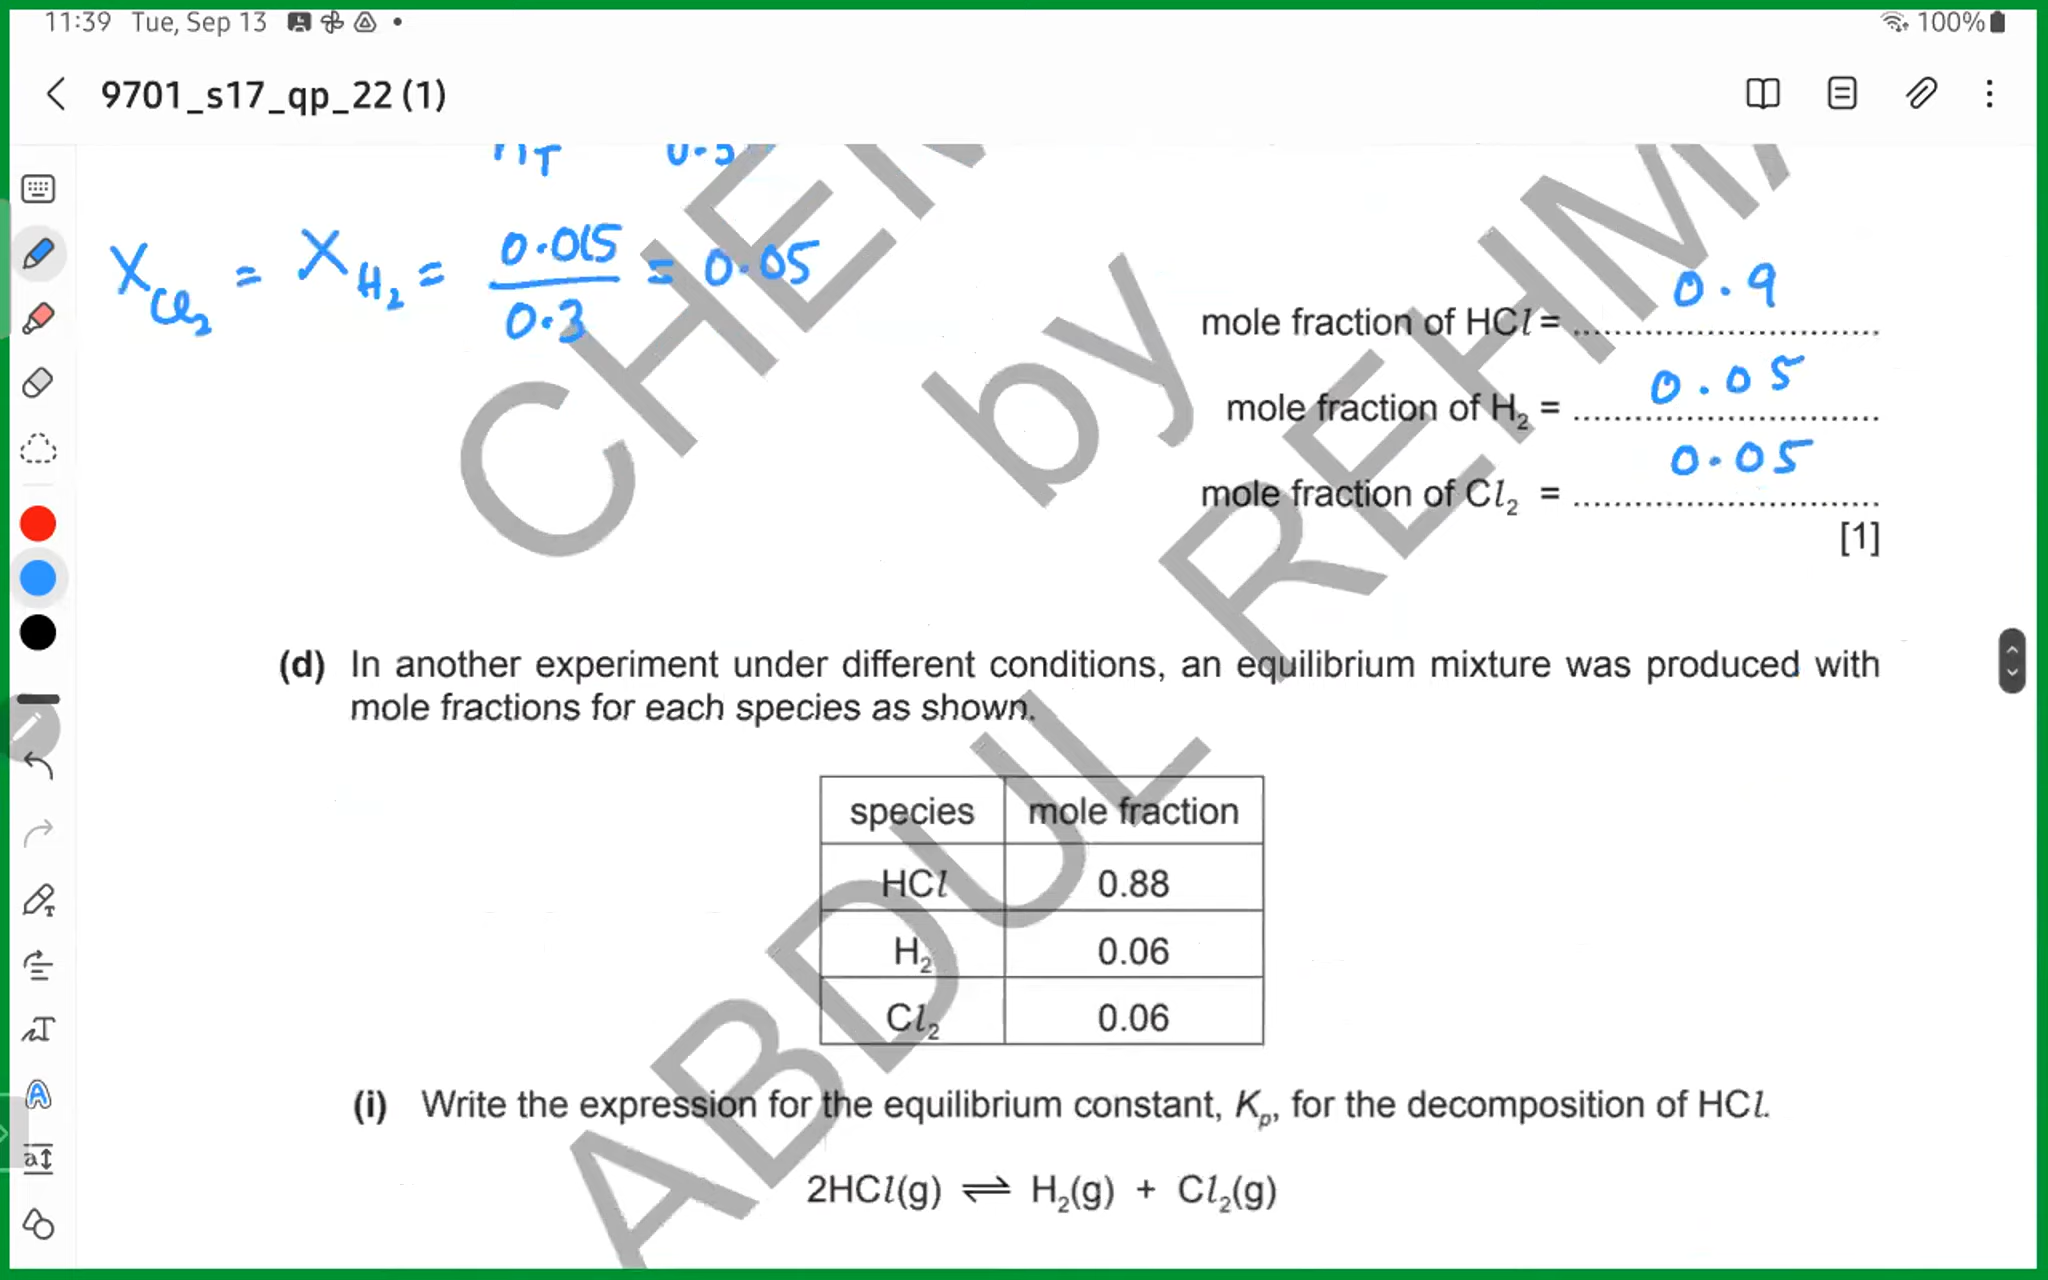 11:39 Tue, Sep 13
100%
9701_s17_qp_22 (1)
X Cl₂ = X H₂ = 0.015 / 0.3 = 0.05
mole fraction of HCl = .............................. 0.9
mole fraction of H₂ = .............................. 0.05
mole fraction of Cl₂ = .............................. 0.05
[1]
(d) In another experiment under different conditions, an equilibrium mixture was produced with
mole fractions for each species as shown.
species mole fraction
HCl 0.88
H₂ 0.06
Cl₂ 0.06
(i) Write the expression for the equilibrium constant, Kₚ, for the decomposition of HCl.
2HCl(g) ⇌ H₂(g) + Cl₂(g)
by
ABDUL REHMA